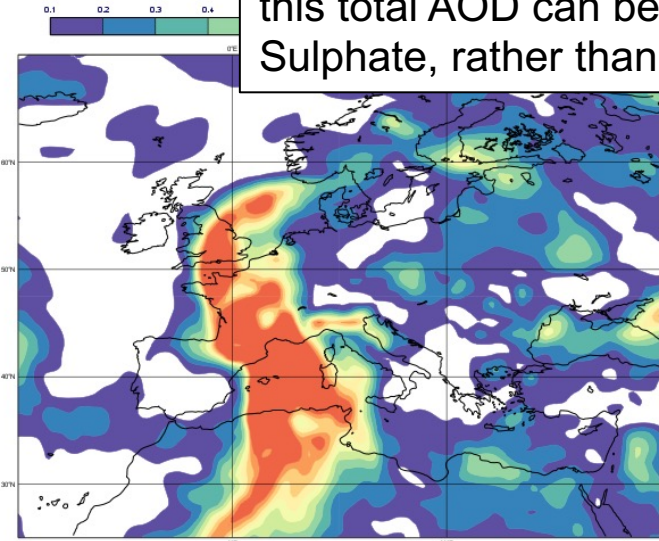 this total AOD can be
Sulphate, rather than
0.1 0.2 0.3 0.4
0°E
60°N
50°N
40°N
30°N